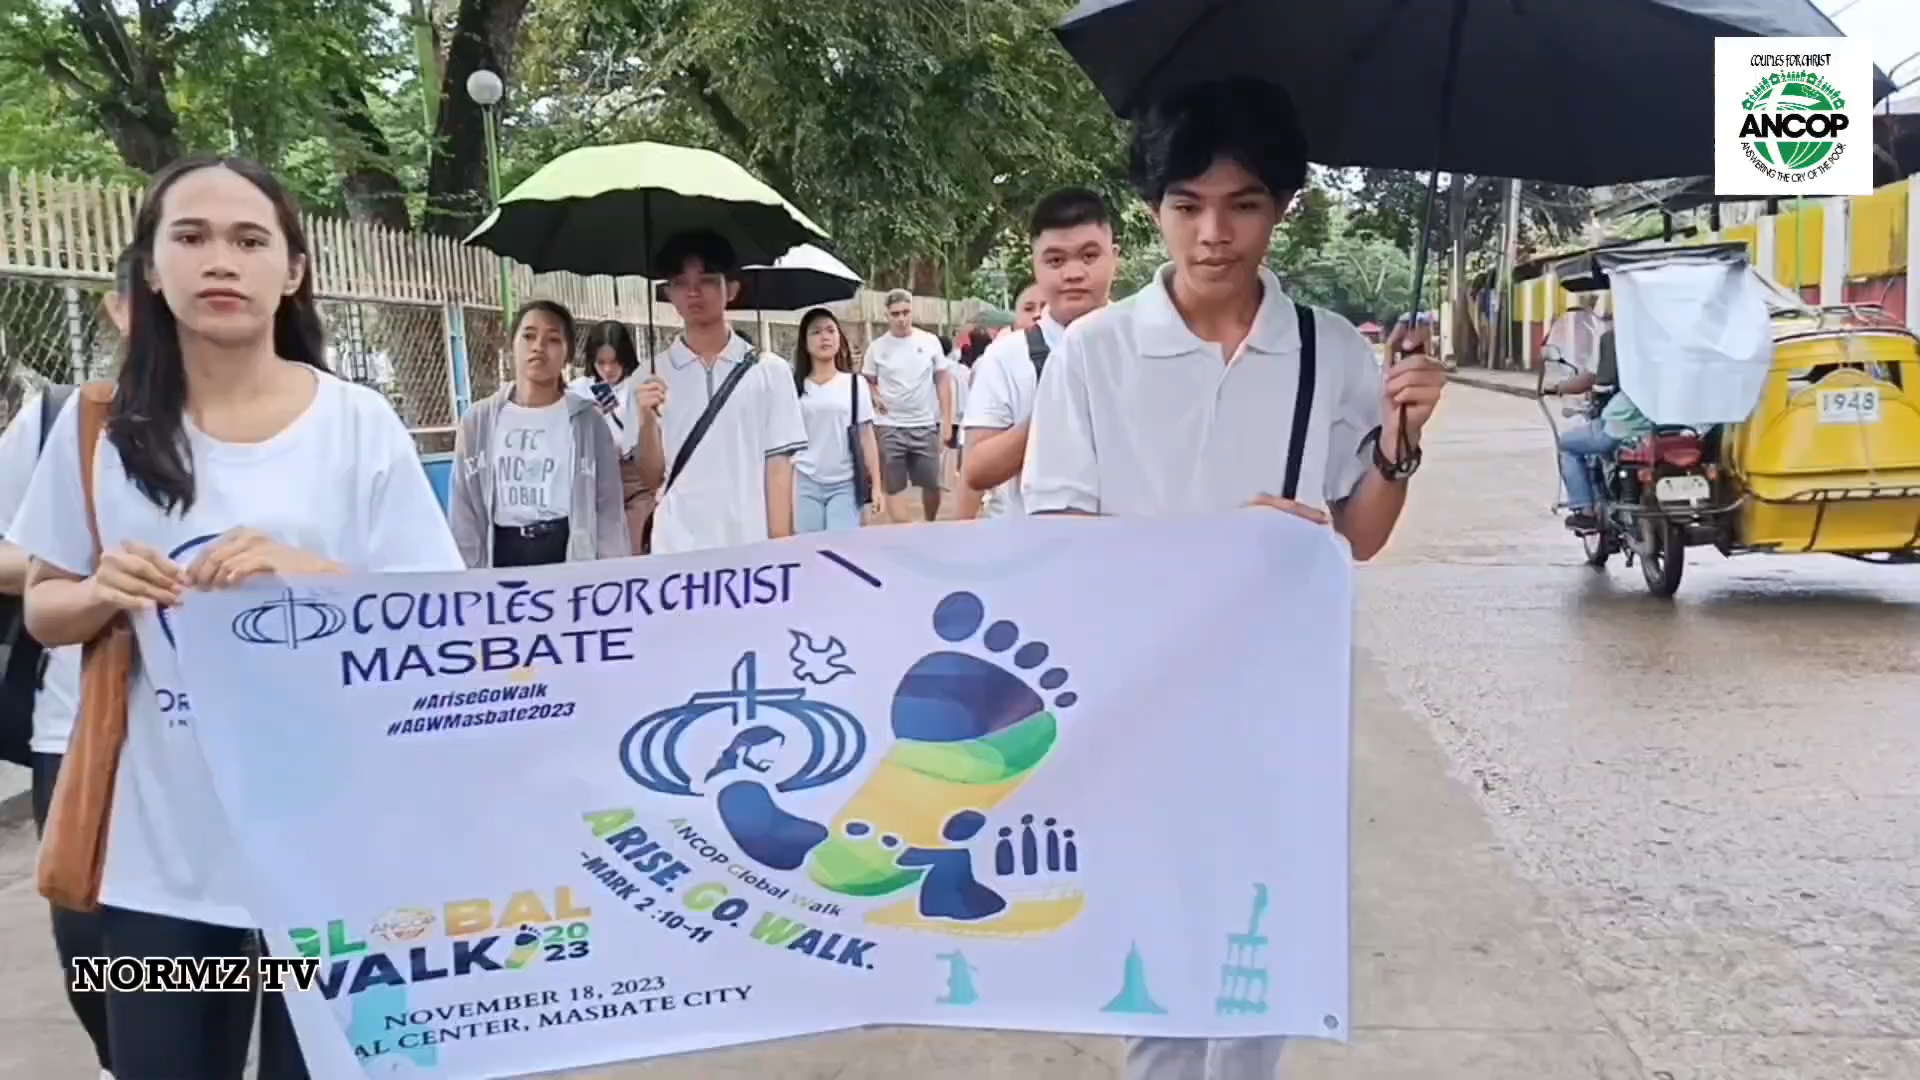 COUPLES FOR CHRIST
ANCOP
ANSWERING THE CRY OF THE POOR
1948
CFC
ANCOP
GLOBAL
COUPLES FOR CHRIST
MASBATE
#AriseGoWalk
#AGWMasbate2023
ANCOP Global Walk
ARISE. GO. WALK.
-MARK 2:10-11
GLOBAL
WALK 2023
NOVEMBER 18, 2023
AL CENTER, MASBATE CITY
NORMZ TV